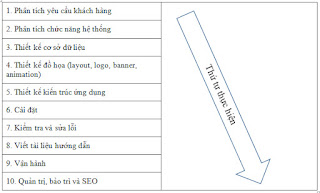 1. Phân tích yêu cầu khách hàng
2. Phân tích chức năng hệ thống
3. Thiết kế cơ sở dữ liệu
4. Thiết kế đồ họa (layout, logo, banner,
animation)
5. Thiết kế kiến trúc ứng dụng
6. Cài đặt
7. Kiểm tra và sửa lỗi
8. Viết tài liệu hướng dẫn
9. Vận hành
10. Quản trị, bảo trì và SEO
Thứ tự thực hiện